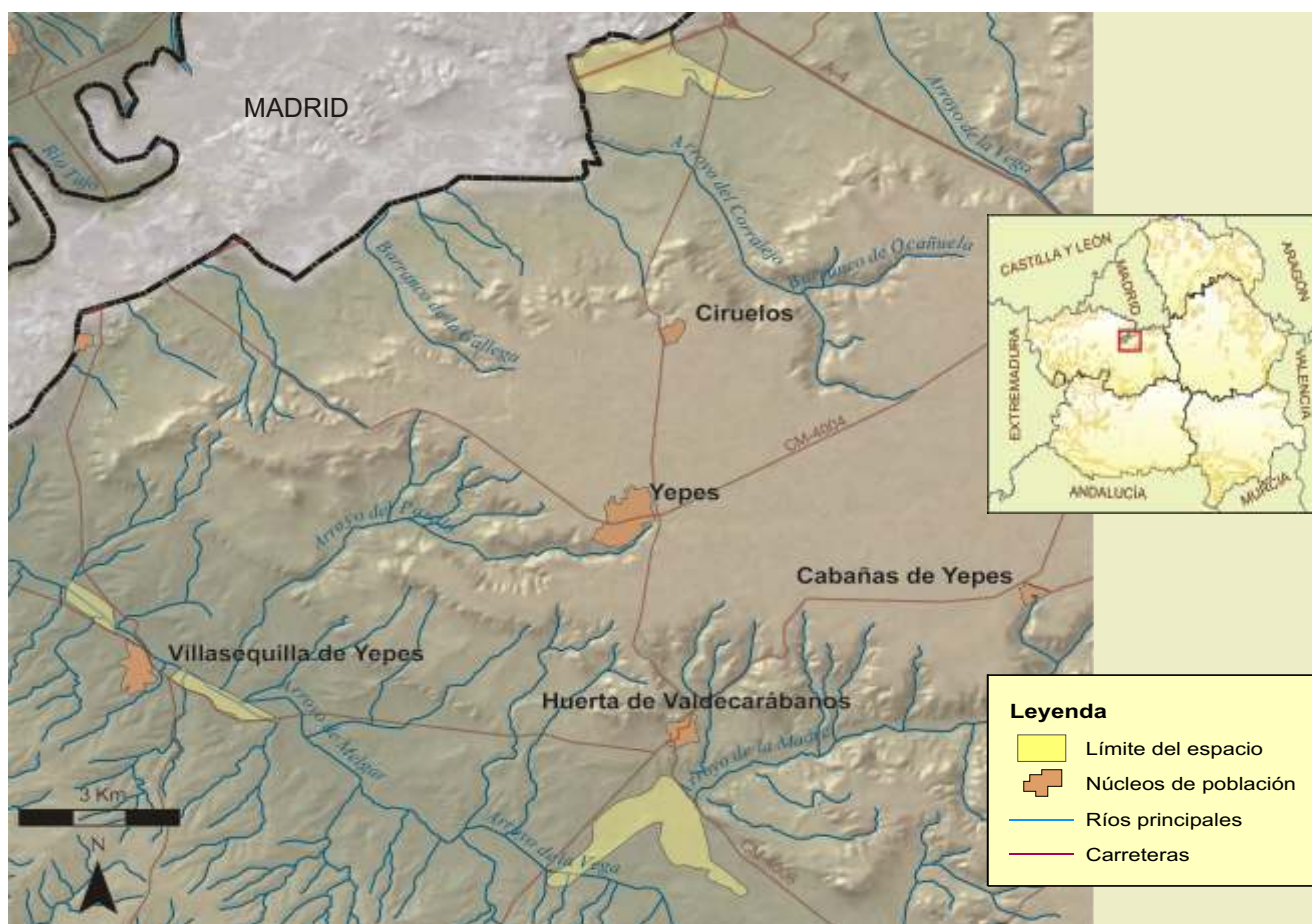 MADRID
A-4
Arroyo de la Vega
Río Tajo
Arroyo del Corralejo
Barranco de Ocañuela
Barranco de la Gallega
Ciruelos
CM-4004
Yepes
Arroyo del
Cabañas de Yepes
Villasequilla de Yepes
Arroyo de Melgar
Huerta de Valdecarábanos
Arroyo de la Madre
3 Km
N
Arroyo de la Vega
CASTILLA Y LEÓN
MADRID
ARAGÓN
EXTREMADURA
VALENCIA
ANDALUCÍA
MURCIA
Leyenda
Límite del espacio
Núcleos de población
Ríos principales
Carreteras